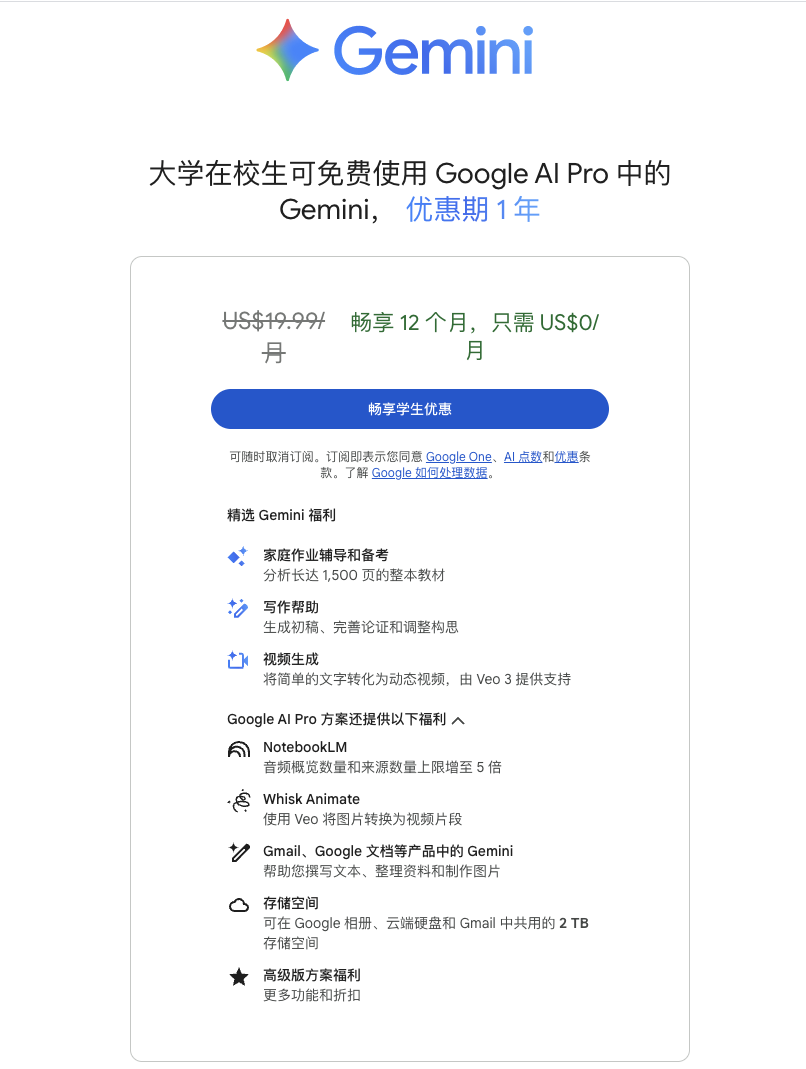 Gemini
大学在校生可免费使用 Google AI Pro 中的
Gemini， 优惠期 1 年
US$19.99/
月
畅享 12 个月，只需 US$0/
月
畅享学生优惠
可随时取消订阅。订阅即表示您同意 Google One、AI 点数和优惠条
款。了解 Google 如何处理数据。
精选 Gemini 福利
家庭作业辅导和备考
分析长达 1,500 页的整本教材
写作帮助
生成初稿、完善论证和调整构思
视频生成
将简单的文字转化为动态视频，由 Veo 3 提供支持
Google AI Pro 方案还提供以下福利
NotebookLM
音频概览数量和来源数量上限增至 5 倍
Whisk Animate
使用 Veo 将图片转换为视频片段
Gmail、Google 文档等产品中的 Gemini
帮助您撰写文本、整理资料和制作图片
存储空间
可在 Google 相册、云端硬盘和 Gmail 中共用的 2 TB
存储空间
高级版方案福利
更多功能和折扣